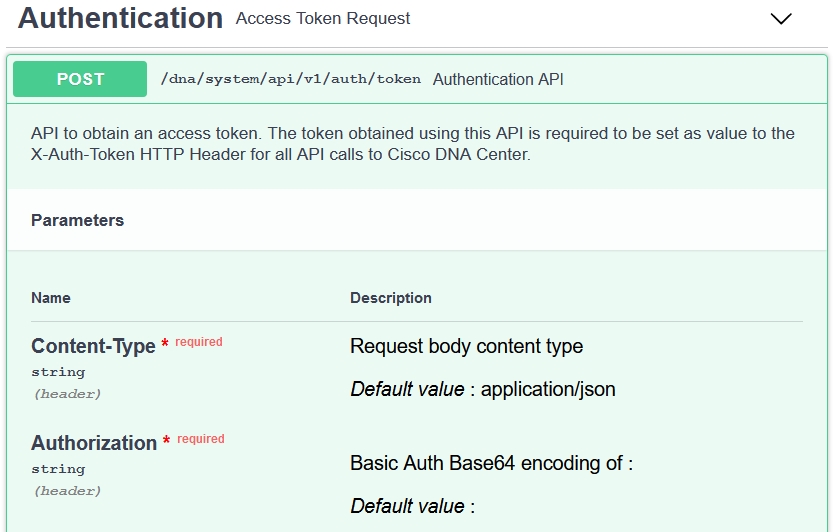 Authentication Access Token Request
POST /dna/system/api/v1/auth/token Authentication API
API to obtain an access token. The token obtained using this API is required to be set as value to the
X-Auth-Token HTTP Header for all API calls to Cisco DNA Center.
Parameters
Name Description
Content-Type * required Request body content type
string
(header) Default value : application/json
Authorization * required
string Basic Auth Base64 encoding of :
(header)
Default value :